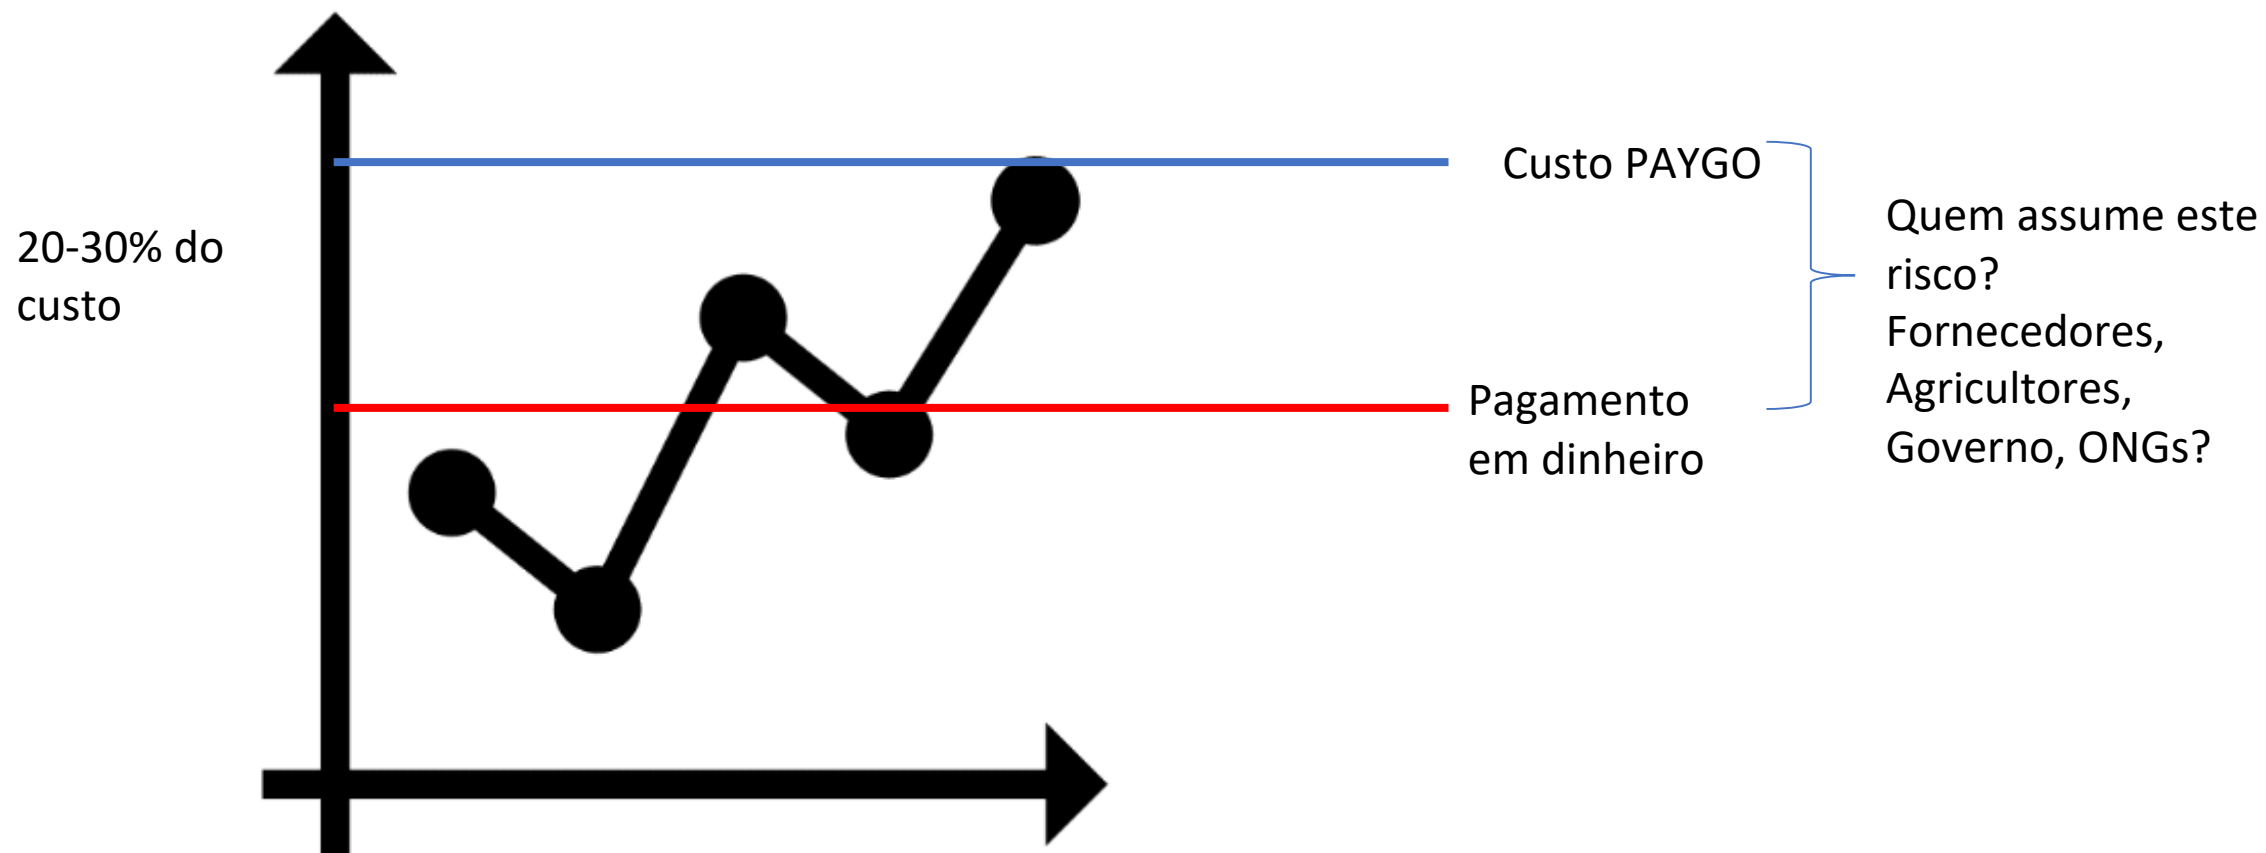 20-30% do
custo
Custo PAYGO
Pagamento
em dinheiro
Quem assume este
risco?
Fornecedores,
Agricultores,
Governo, ONGs?